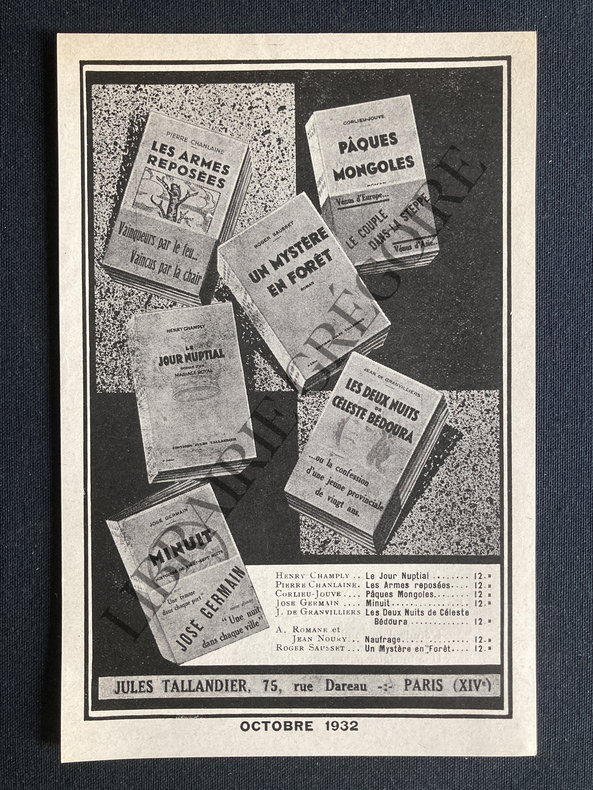 PIERRE CHANLAINE
LES ARMES
REPOSÉES
Vainqueurs par le feu...
Vaincus par la chair
CORLIEU-JOUVE
PÂQUES
MONGOLES
ROMAN
Vénus d'Europe...
LE COUPLE
DANS LA STEPPE
Vénus d'Asie...
ROGER SAUSSET
UN MYSTÈRE
EN FORÊT
ROMAN
HENRY CHAMPLY
LE
JOUR NUPTIAL
MARIAGE ROYAL
EDITIONS JULES TALLANDIER
JEAN DE GRANVILLIERS
LES DEUX NUITS
DE
CÉLESTE BÉDOURA
...ou la confession
d'une jeune provinciale
de vingt ans.
JOSÉ GERMAIN
MINUIT
Une femme
dans chaque port
JOSÉ GERMAIN
"Une nuit
dans chaque ville"
HENRY CHAMPLY .. Le Jour Nuptial ........ 12.»
PIERRE CHANLAINE. Les Armes reposées.... 12.»
CORLIEU-JOUVE .... Pâques Mongoles....... 12.»
JOSE GERMAIN .... Minuit ............... 12.»
J. DE GRANVILLIERS Les Deux Nuits de Céleste
Bédoura ............ 12.»
A. ROMANE et
JEAN NOURY .. Naufrage............. 12.»
ROGER SAUSSET ... Un Mystère en Forêt.... 12.»
JULES TALLANDIER, 75, rue Dareau -:- PARIS (XIVe)
OCTOBRE 1932
LIBRAIRIE GRÉGOIRE